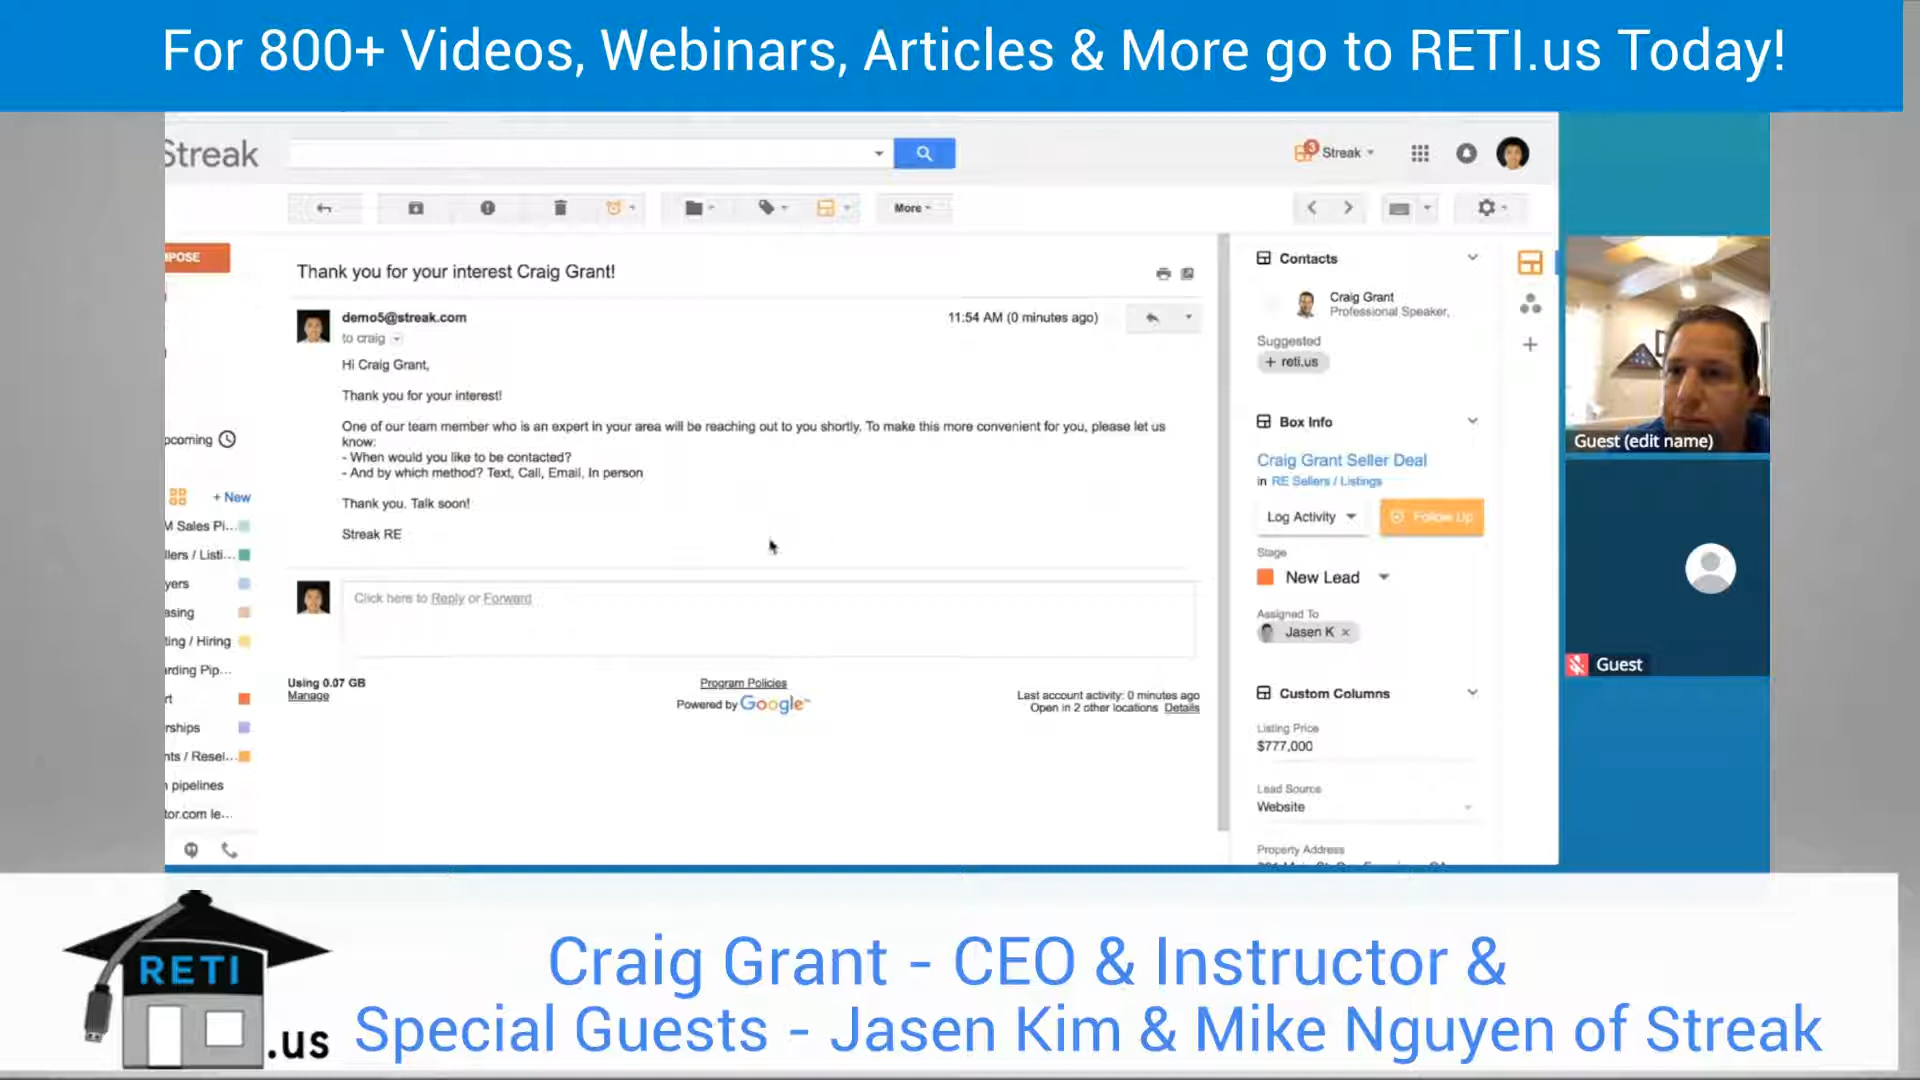 For 800+ Videos, Webinars, Articles & More go to RETI.us Today!
Streak
3
Streak
More
POSE
Thank you for your interest Craig Grant!
demo5@streak.com
11:54 AM (0 minutes ago)
to craig
Hi Craig Grant,
Thank you for your interest!
One of our team member who is an expert in your area will be reaching out to you shortly. To make this more convenient for you, please let us
know:
- When would you like to be contacted?
- And by which method? Text, Call, Email, In person
Thank you. Talk soon!
Streak RE
Click here to Reply or Forward
Using 0.07 GB
Manage
Program Policies
Powered by Google™
Last account activity: 0 minutes ago
Open in 2 other locations Details
pcoming
+ New
M Sales Pi...
llers / Listi...
yers
asing
ting / Hiring
arding Pip...
rt
rships
nts / Resel...
pipelines
tor.com le...
Contacts
Craig Grant
Professional Speaker,
Suggested
+ reti.us
Box Info
Craig Grant Seller Deal
in RE Sellers / Listings
Log Activity
Follow Up
Stage
New Lead
Assigned To
Jasen K ×
Custom Columns
Listing Price
$777,000
Lead Source
Website
Property Address
Guest (edit name)
Guest
RETI
.us
Craig Grant - CEO & Instructor &
Special Guests - Jasen Kim & Mike Nguyen of Streak